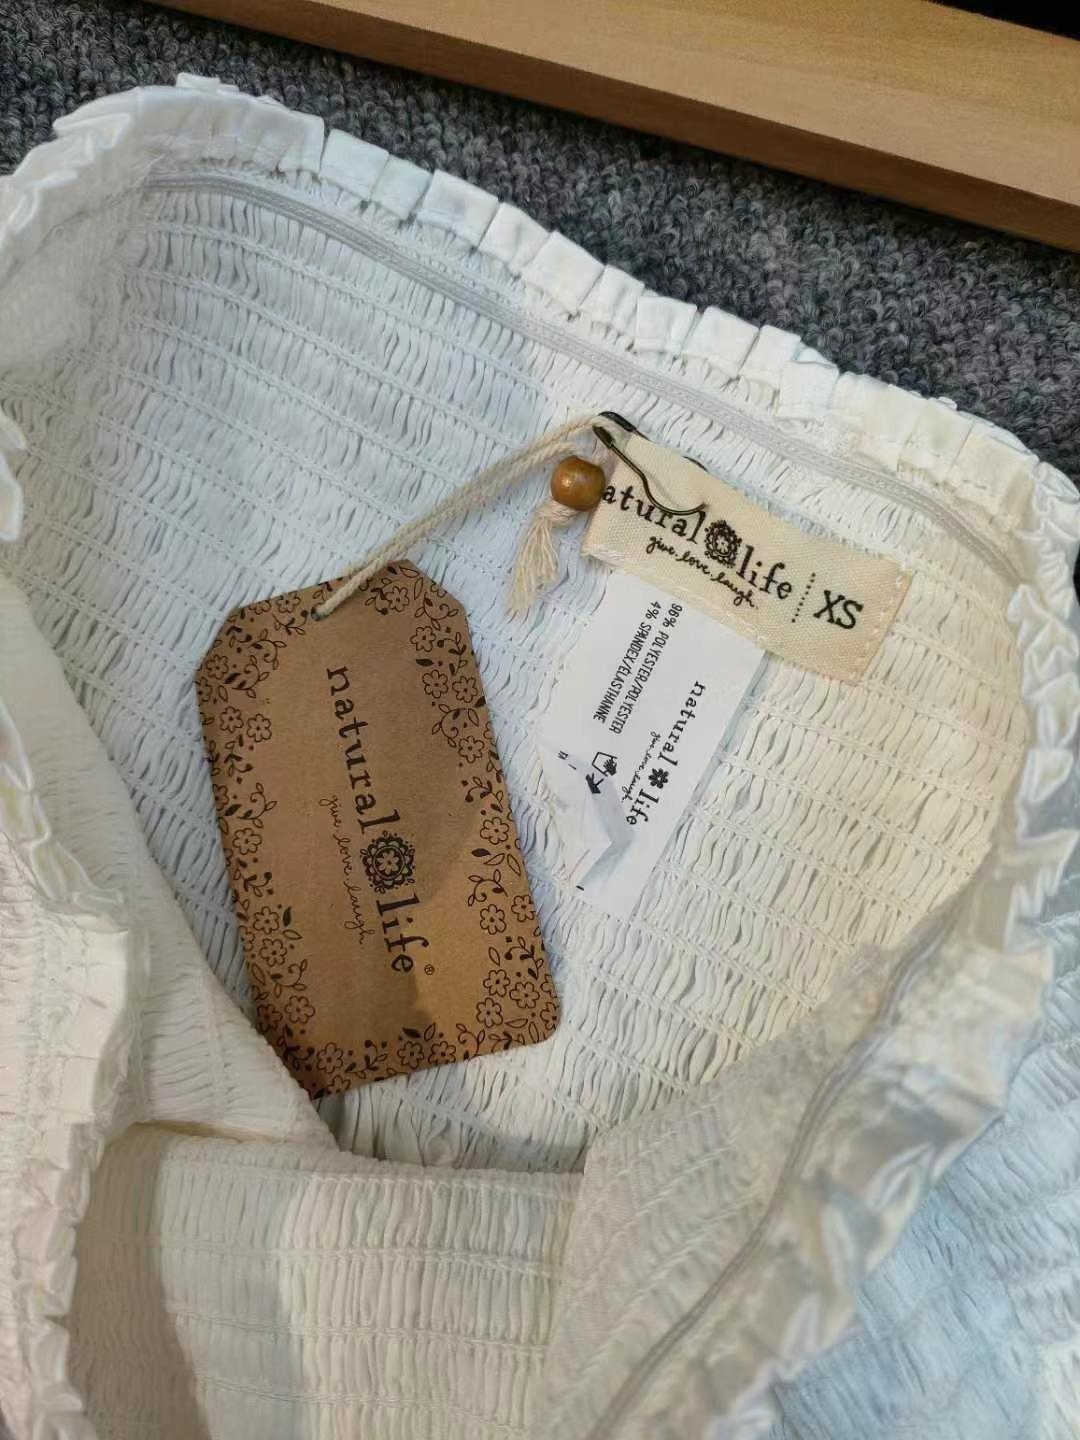 natural life
give.love.laugh.
XS
96% POLYESTER/POLYESTER
4% SPANDEX/ELASTHANNE
natural life
give.love.laugh.
natural life®
give.love.laugh.